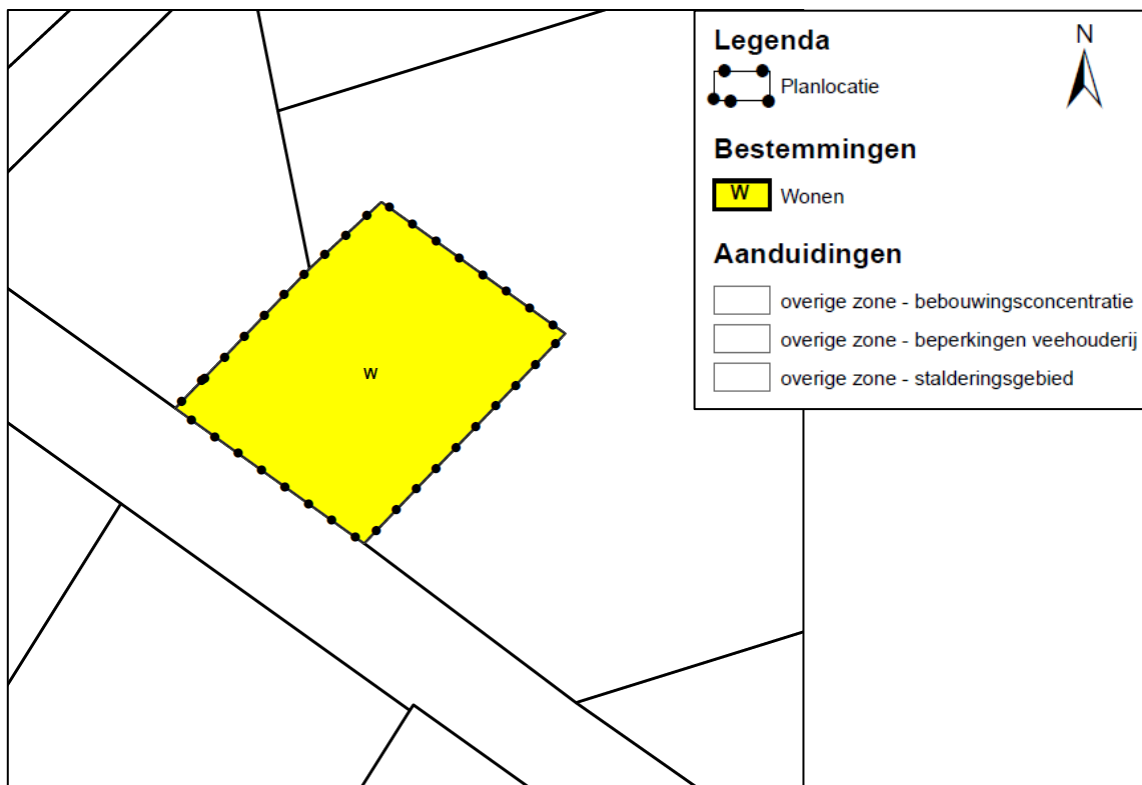 Legenda
N
Planlocatie
Bestemmingen
W
Wonen
Aanduidingen
overige zone - bebouwingsconcentratie
overige zone - beperkingen veehouderij
overige zone - stalderingsgebied
W